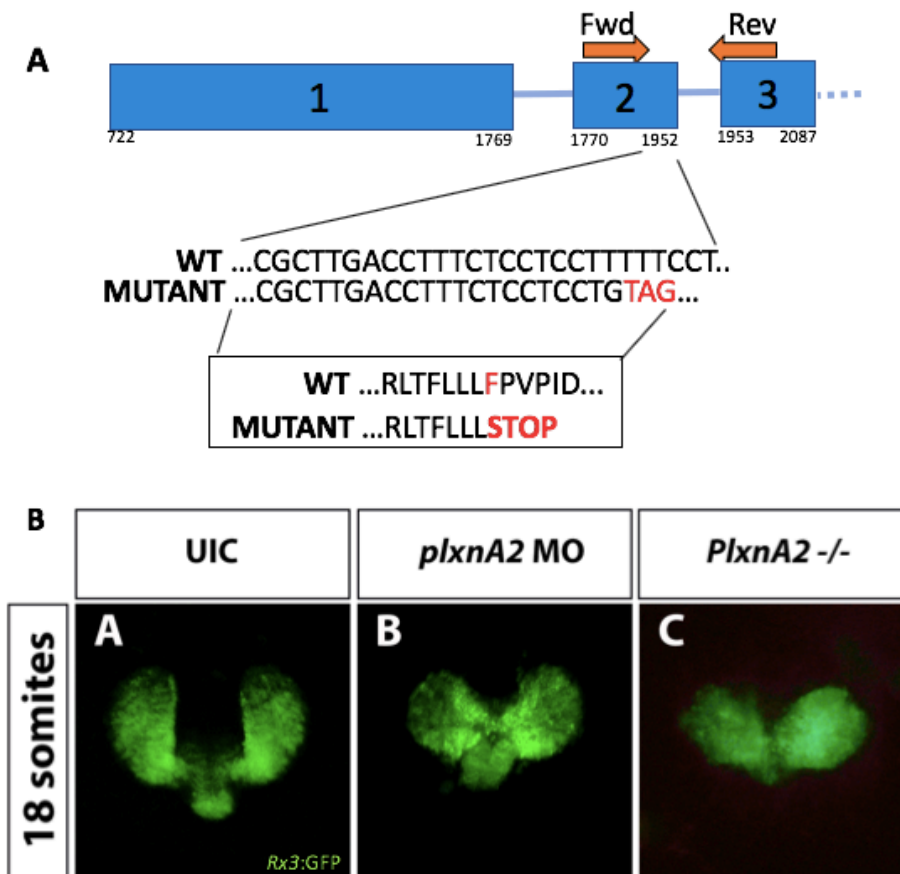 A
Fwd Rev
1 2 3
722 1769 1770 1952 1953 2087
WT ...CGCTTGACCTTTCTCCTCCTTTTTCCT..
MUTANT ...CGCTTGACCTTTCTCCTCCTGTAG...
WT ...RLTFLLLFPVPID...
MUTANT ...RLTFLLLSTOP
B
UIC plxnA2 MO PlxnA2 -/-
18 somites
A B C
Rx3:GFP